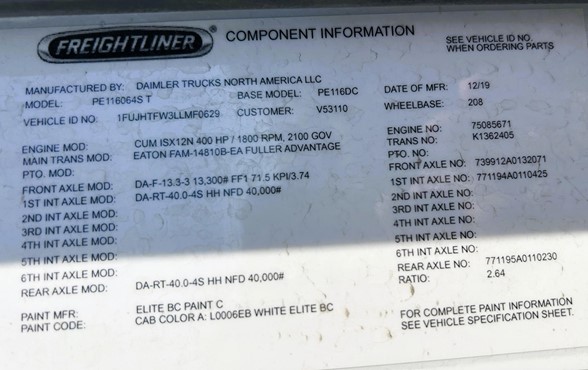 FREIGHTLINER COMPONENT INFORMATION SEE VEHICLE ID NO.
WHEN ORDERING PARTS
MANUFACTURED BY: DAIMLER TRUCKS NORTH AMERICA LLC DATE OF MFR: 12/19
MODEL: PE116064S T BASE MODEL: PE116DC WHEELBASE: 208
VEHICLE ID NO: 1FUJHTFW3LLMF0629 CUSTOMER: V53110
ENGINE MOD: CUM ISX12N 400 HP / 1800 RPM, 2100 GOV ENGINE NO: 75085671
MAIN TRANS MOD: EATON FAM-14810B-EA FULLER ADVANTAGE TRANS NO: K1362405
PTO. MOD: PTO. NO:
FRONT AXLE MOD: DA-F-13.3-3 13,300# FF1 71.5 KPI/3.74 FRONT AXLE NO: 739912A0132071
1ST INT AXLE MOD: DA-RT-40.0-4S HH NFD 40,000# 1ST INT AXLE NO: 771194A0110425
2ND INT AXLE MOD: 2ND INT AXLE NO:
3RD INT AXLE MOD: 3RD INT AXLE NO:
4TH INT AXLE MOD: 4TH INT AXLE NO:
5TH INT AXLE MOD: 5TH INT AXLE NO:
6TH INT AXLE MOD: 6TH INT AXLE NO:
REAR AXLE MOD: DA-RT-40.0-4S HH NFD 40,000# REAR AXLE NO: 771195A0110230
RATIO: 2.64
PAINT MFR: ELITE BC PAINT C FOR COMPLETE PAINT INFORMATION
PAINT CODE: CAB COLOR A: L0006EB WHITE ELITE BC SEE VEHICLE SPECIFICATION SHEET.